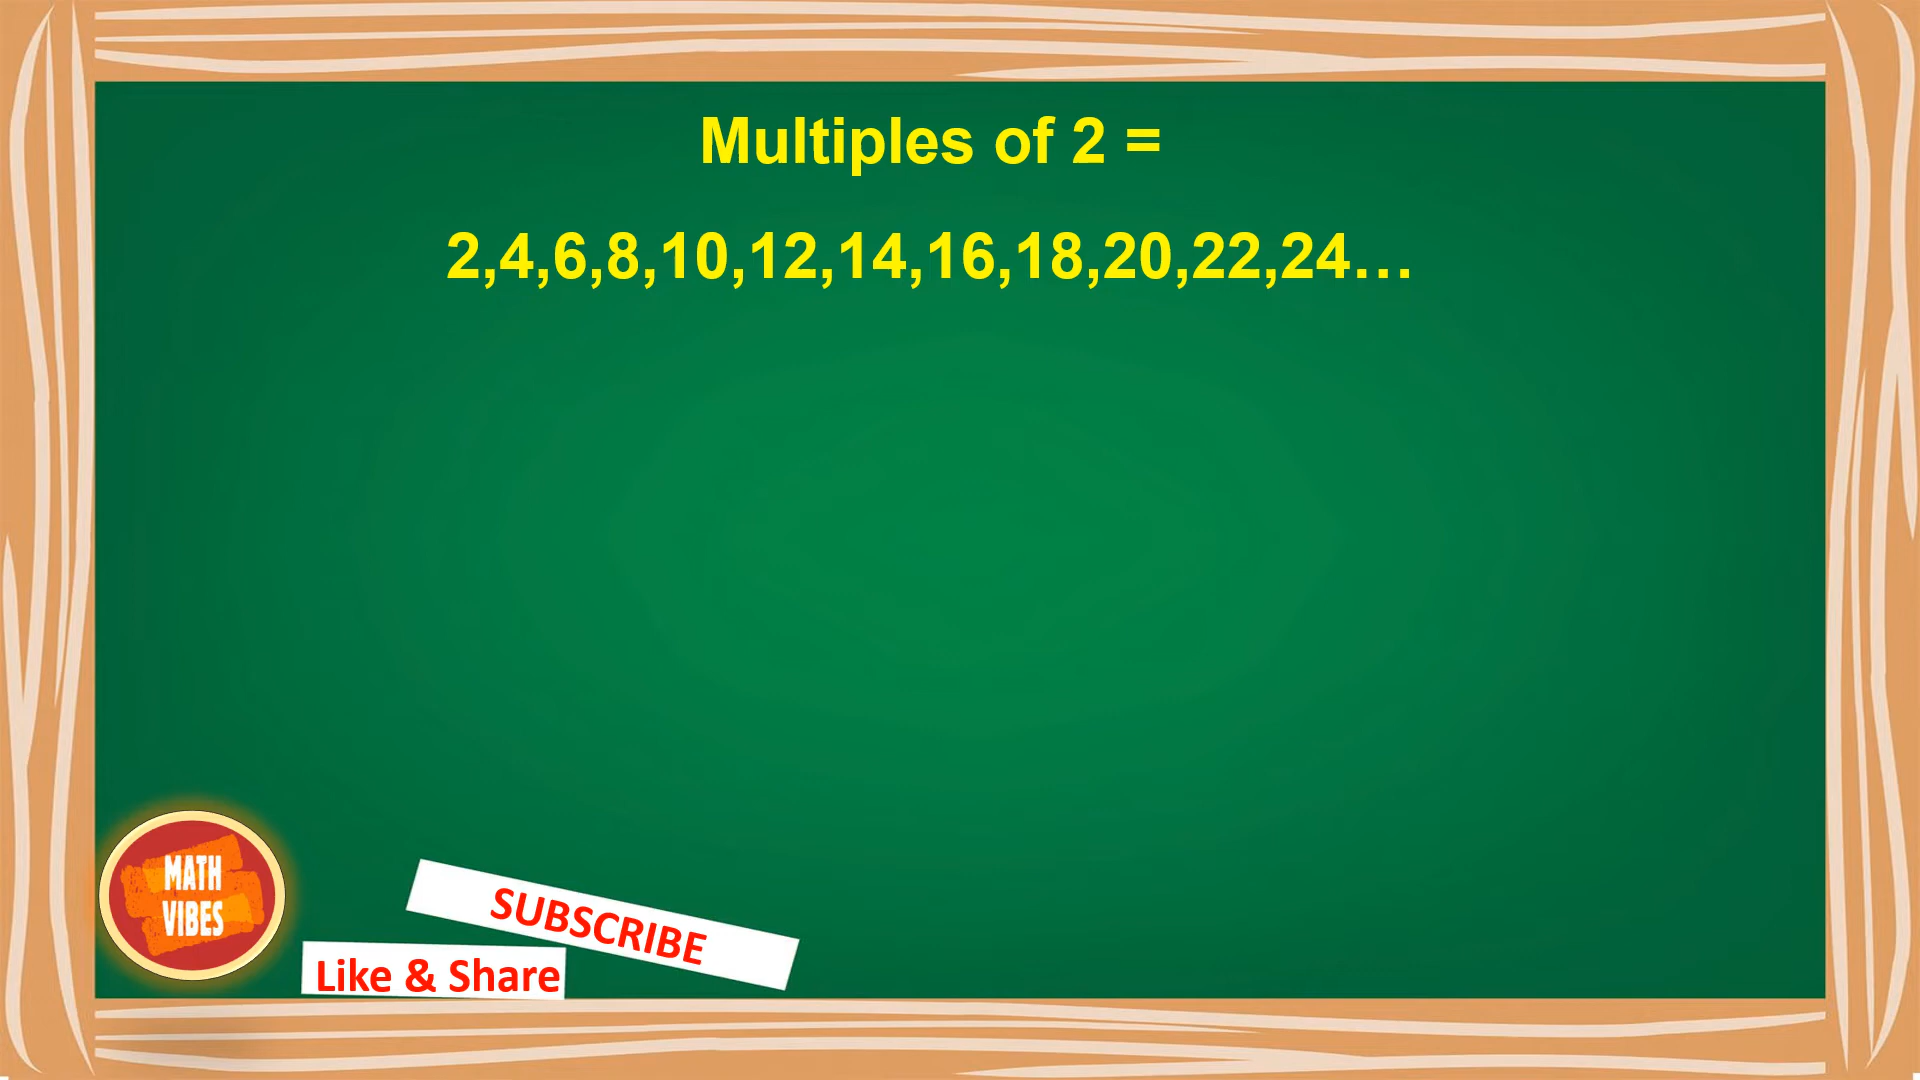 Multiples of 2 =
2,4,6,8,10,12,14,16,18,20,22,24...
MATH
VIBES
SUBSCRIBE
Like & Share